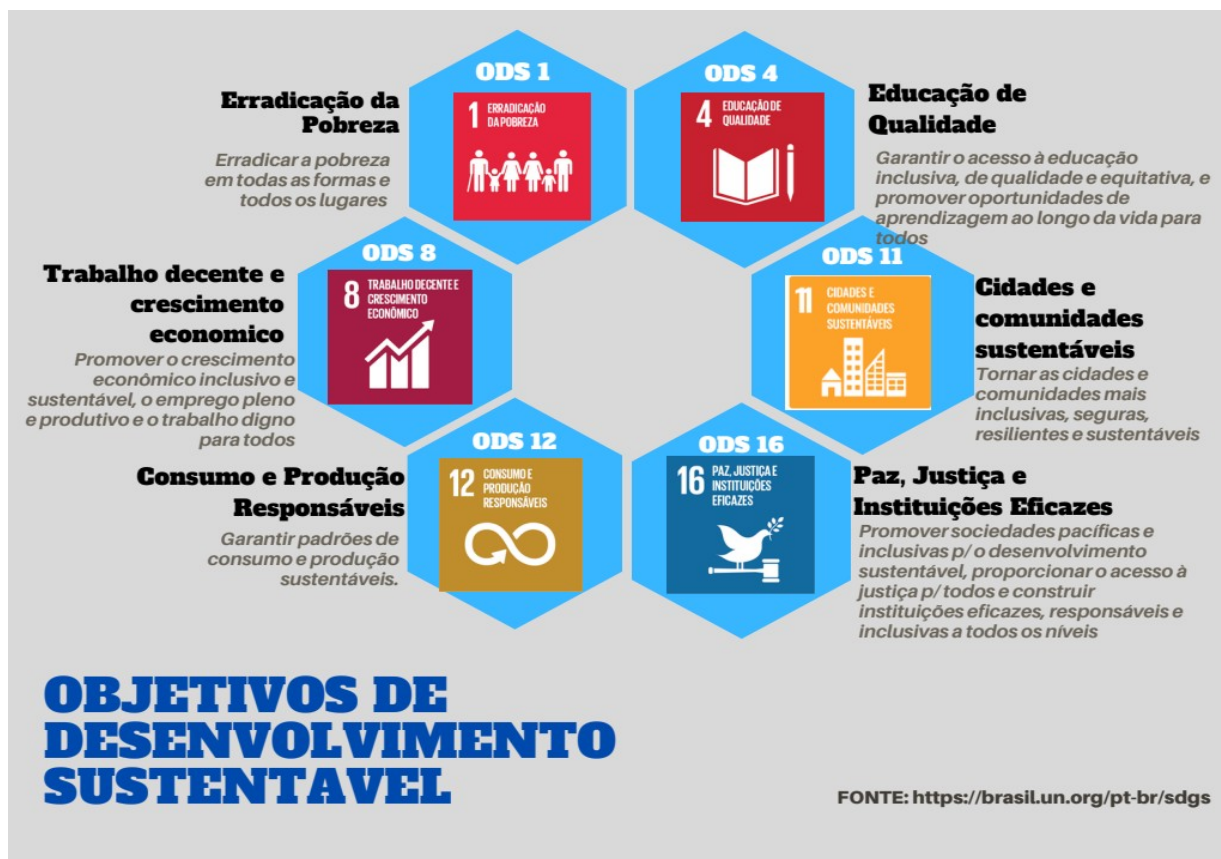 ODS 1
1 ERRADICAÇÃO
DA POBREZA
Erradicação da
Pobreza
Erradicar a pobreza
em todas as formas e
todos os lugares
ODS 4
4 EDUCAÇÃO DE
QUALIDADE
Educação de
Qualidade
Garantir o acesso à educação
inclusiva, de qualidade e equitativa, e
promover oportunidades de
aprendizagem ao longo da vida para
todos
ODS 8
8 TRABALHO DECENTE E
CRESCIMENTO
ECONÔMICO
Trabalho decente e
crescimento
economico
Promover o crescimento
econômico inclusivo e
sustentável, o emprego pleno
e produtivo e o trabalho digno
para todos
ODS 11
11 CIDADES E
COMUNIDADES
SUSTENTÁVEIS
Cidades e
comunidades
sustentáveis
Tornar as cidades e
comunidades mais
inclusivas, seguras,
resilientes e sustentáveis
ODS 12
12 CONSUMO E
PRODUÇÃO
RESPONSÁVEIS
Consumo e Produção
Responsáveis
Garantir padrões de
consumo e produção
sustentáveis.
ODS 16
16 PAZ, JUSTIÇA E
INSTITUIÇÕES
EFICAZES
Paz, Justiça e
Instituições Eficazes
Promover sociedades pacíficas e
inclusivas p/ o desenvolvimento
sustentável, proporcionar o acesso à
justiça p/ todos e construir
instituições eficazes, responsáveis e
inclusivas a todos os níveis
OBJETIVOS DE
DESENVOLVIMENTO
SUSTENTAVEL
FONTE: https://brasil.un.org/pt-br/sdgs